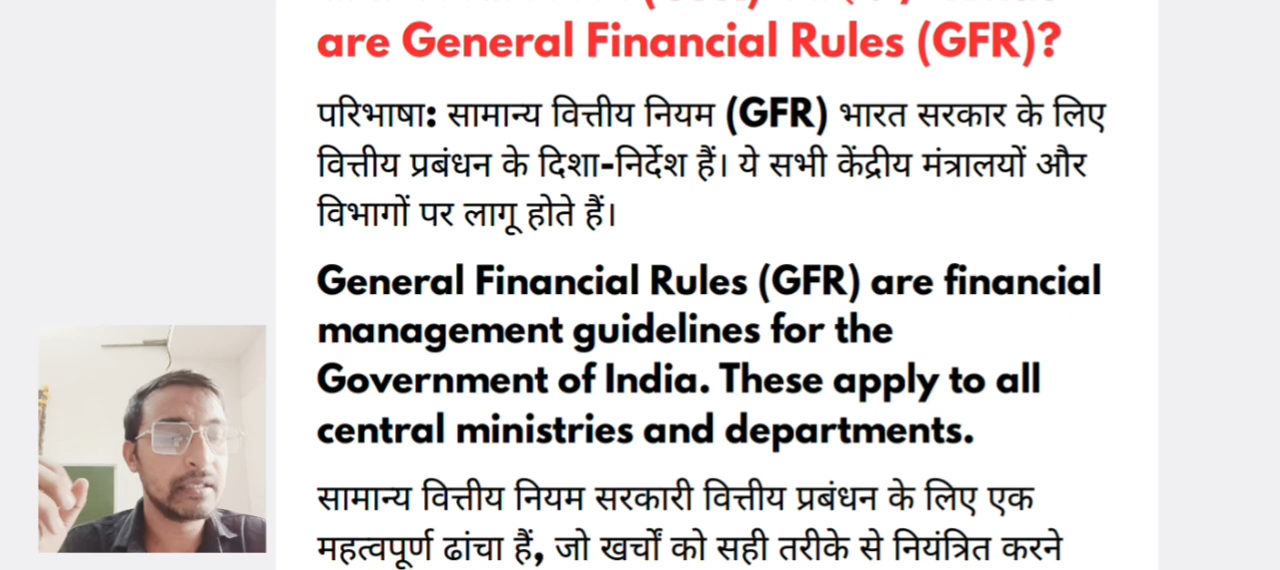 are General Financial Rules (GFR)?
परिभाषा: सामान्य वित्तीय नियम (GFR) भारत सरकार के लिए
वित्तीय प्रबंधन के दिशा-निर्देश हैं। ये सभी केंद्रीय मंत्रालयों और
विभागों पर लागू होते हैं।
General Financial Rules (GFR) are financial
management guidelines for the
Government of India. These apply to all
central ministries and departments.
सामान्य वित्तीय नियम सरकारी वित्तीय प्रबंधन के लिए एक
महत्वपूर्ण ढांचा हैं, जो खर्चों को सही तरीके से नियंत्रित करने